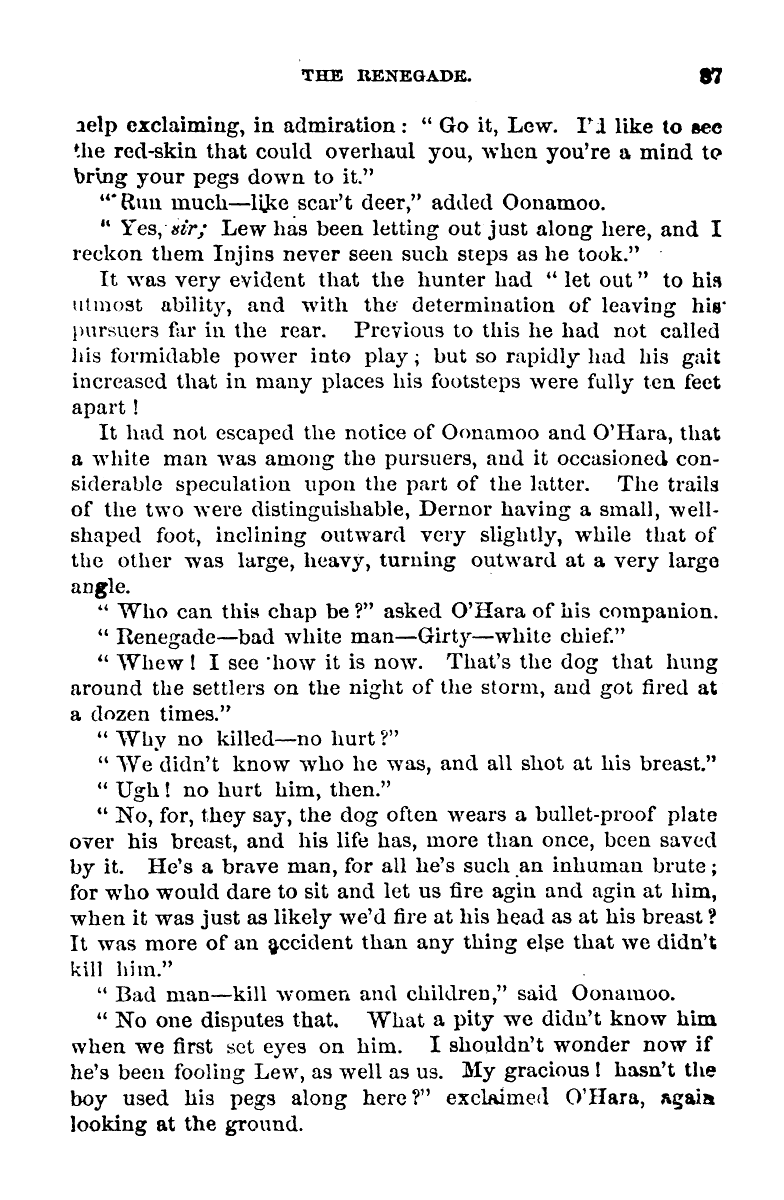 THE RENEGADE. 87
help exclaiming, in admiration : “ Go it, Lew. I'd like to see
the red-skin that could overhaul you, when you're a mind to
bring your pegs down to it.”
“ Run much—like scar't deer,” added Oonamoo.
“ Yes, sir; Lew has been letting out just along here, and I
reckon them Injins never seen such steps as he took.”
It was very evident that the hunter had “ let out ” to his
utmost ability, and with the determination of leaving his
pursuers far in the rear. Previous to this he had not called
his formidable power into play ; but so rapidly had his gait
increased that in many places his footsteps were fully ten feet
apart !
It had not escaped the notice of Oonamoo and O'Hara, that
a white man was among the pursuers, and it occasioned con-
siderable speculation upon the part of the latter. The trails
of the two were distinguishable, Dernor having a small, well-
shaped foot, inclining outward very slightly, while that of
the other was large, heavy, turning outward at a very large
angle.
“ Who can this chap be ?” asked O'Hara of his companion.
“ Renegade—bad white man—Girty—white chief.”
“ Whew ! I see how it is now. That's the dog that hung
around the settlers on the night of the storm, and got fired at
a dozen times.”
“ Why no killed—no hurt ?”
“ We didn't know who he was, and all shot at his breast.”
“ Ugh ! no hurt him, then.”
“ No, for, they say, the dog often wears a bullet-proof plate
over his breast, and his life has, more than once, been saved
by it. He's a brave man, for all he's such an inhuman brute ;
for who would dare to sit and let us fire agin and agin at him,
when it was just as likely we'd fire at his head as at his breast ?
It was more of an accident than any thing else that we didn't
kill him.”
“ Bad man—kill women and children,” said Oonamoo.
“ No one disputes that. What a pity we didn't know him
when we first set eyes on him. I shouldn't wonder now if
he's been fooling Lew, as well as us. My gracious ! hasn't the
boy used his pegs along here ?” exclaimed O'Hara, again
looking at the ground.